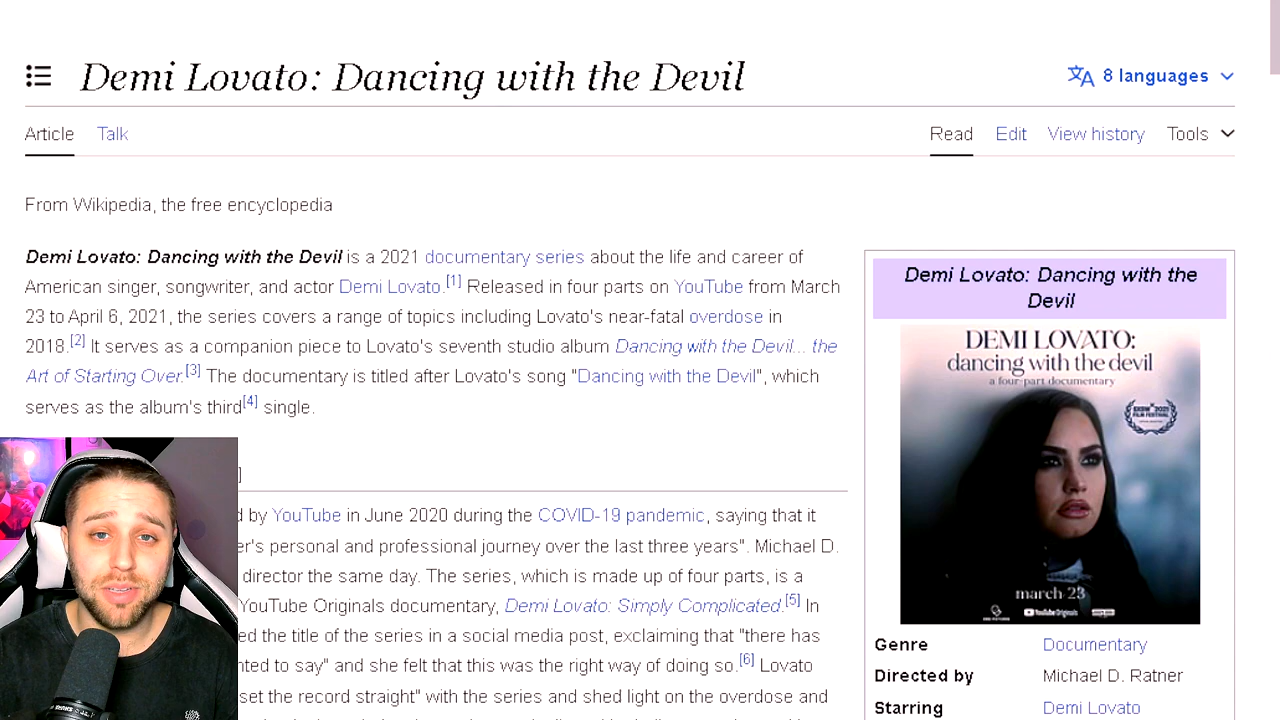 Demi Lovato: Dancing with the Devil
8 languages
Article Talk
Read Edit View history Tools
From Wikipedia, the free encyclopedia
Demi Lovato: Dancing with the Devil is a 2021 documentary series about the life and career of
American singer, songwriter, and actor Demi Lovato.[1] Released in four parts on YouTube from March
23 to April 6, 2021, the series covers a range of topics including Lovato's near-fatal overdose in
2018.[2] It serves as a companion piece to Lovato's seventh studio album Dancing with the Devil... the
Art of Starting Over.[3] The documentary is titled after Lovato's song "Dancing with the Devil", which
serves as the album's third[4] single.
]
d by YouTube in June 2020 during the COVID-19 pandemic, saying that it
er's personal and professional journey over the last three years". Michael D.
director the same day. The series, which is made up of four parts, is a
YouTube Originals documentary, Demi Lovato: Simply Complicated.[5] In
ed the title of the series in a social media post, exclaiming that "there has
nted to say" and she felt that this was the right way of doing so.[6] Lovato
set the record straight" with the series and shed light on the overdose and
Demi Lovato: Dancing with the
Devil
DEMI LOVATO:
dancing with the devil
a four-part documentary
SXSW 2021
FILM FESTIVAL
march 23
YouTube Originals
Genre Documentary
Directed by Michael D. Ratner
Starring Demi Lovato